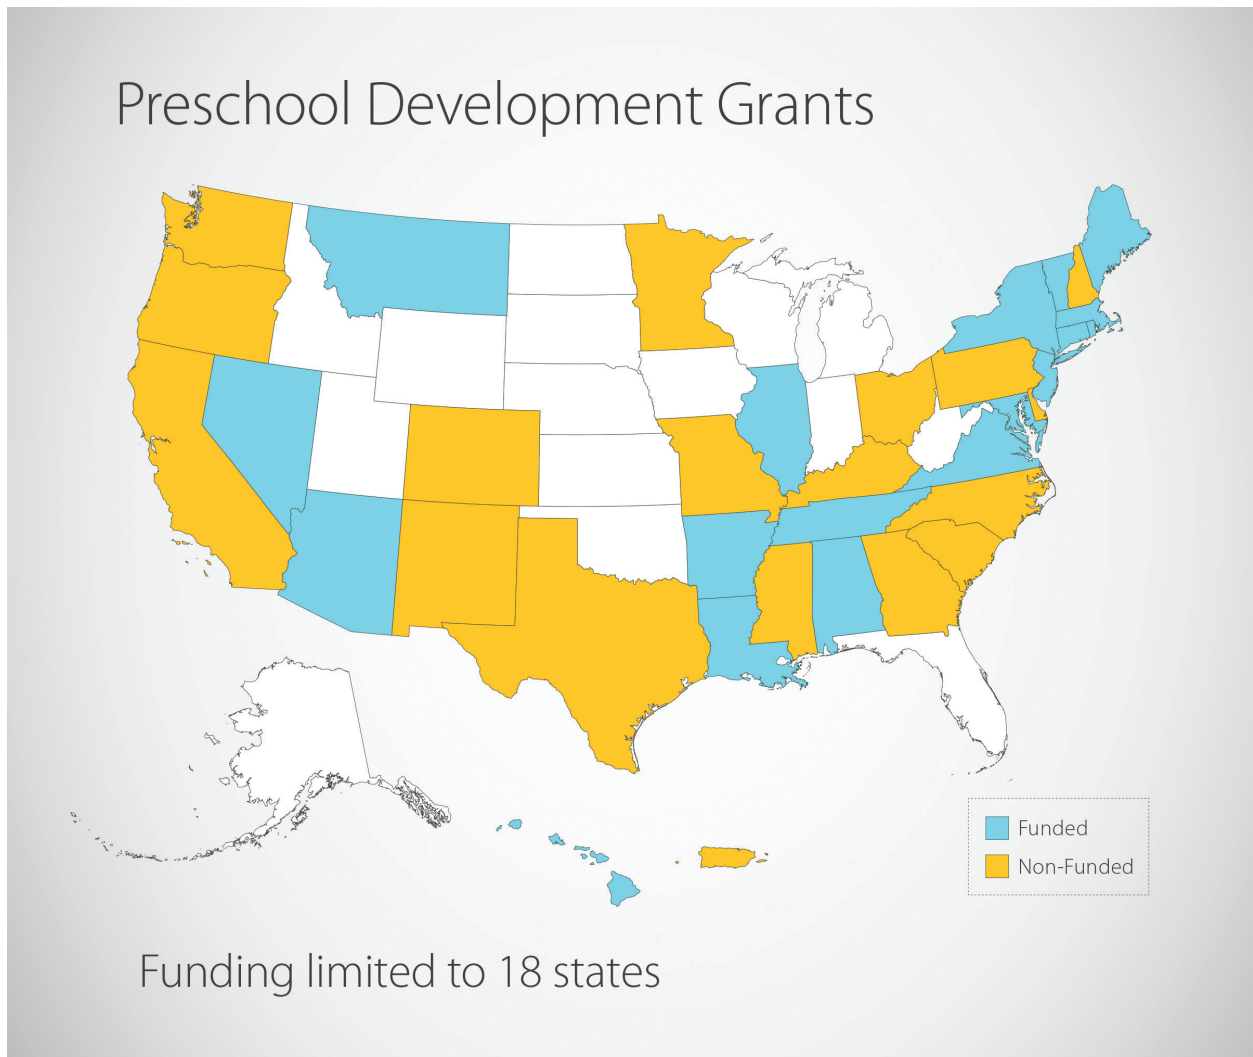 Preschool Development Grants
Funded
Non-Funded
Funding limited to 18 states